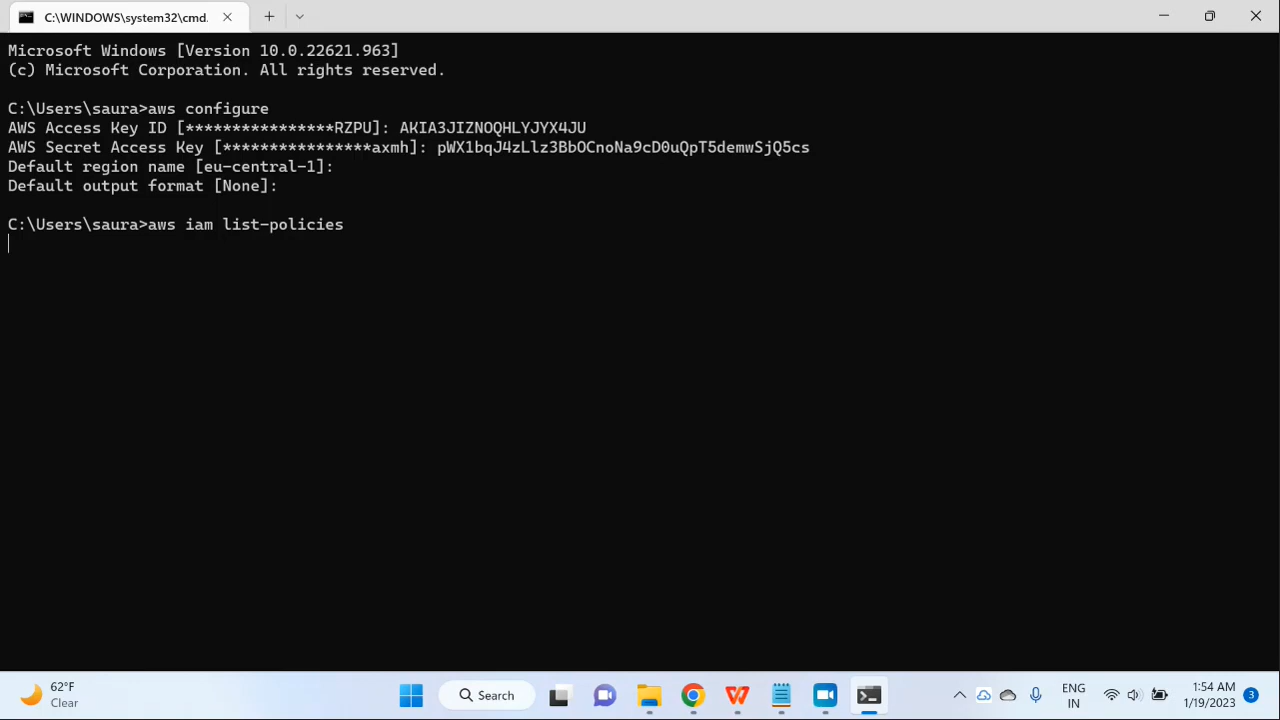 C:\WINDOWS\system32\cmd.
Microsoft Windows [Version 10.0.22621.963]
(c) Microsoft Corporation. All rights reserved.
C:\Users\saura>aws configure
AWS Access Key ID [****************RZPU]: AKIA3JIZNOQHLYJYX4JU
AWS Secret Access Key [****************axmh]: 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
Default region name [eu-central-1]:
Default output format [None]:
C:\Users\saura>aws iam list-policies
62°F
Clear
Search
ENG
IN
1:54 AM
1/19/2023
3